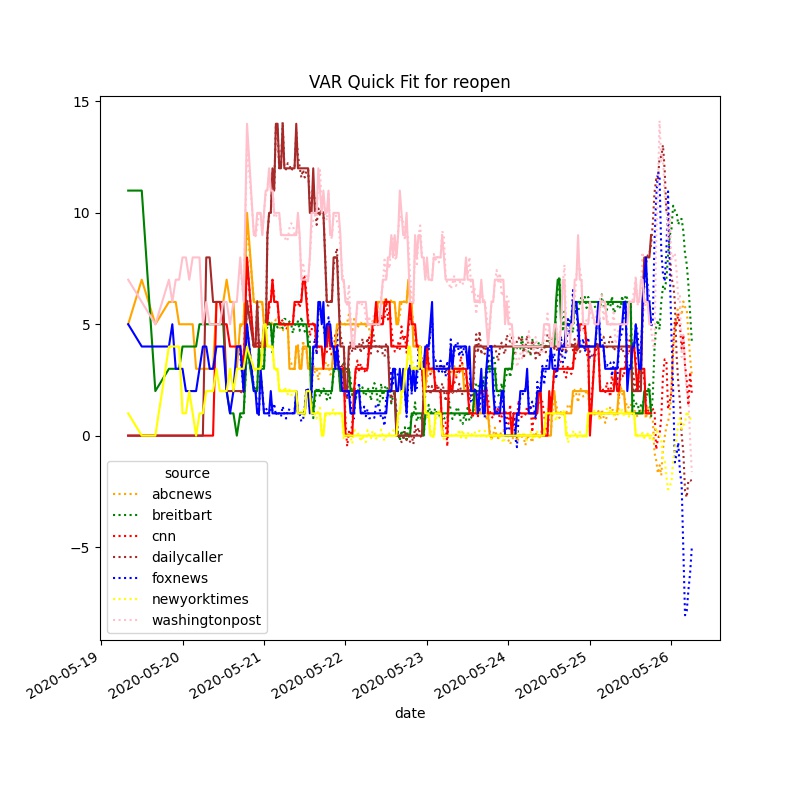 VAR Quick Fit for reopen
15
10
5
0
−5
source
abcnews
breitbart
cnn
dailycaller
foxnews
newyorktimes
washingtonpost
2020-05-19
2020-05-20
2020-05-21
2020-05-22
2020-05-23
2020-05-24
2020-05-25
2020-05-26
date